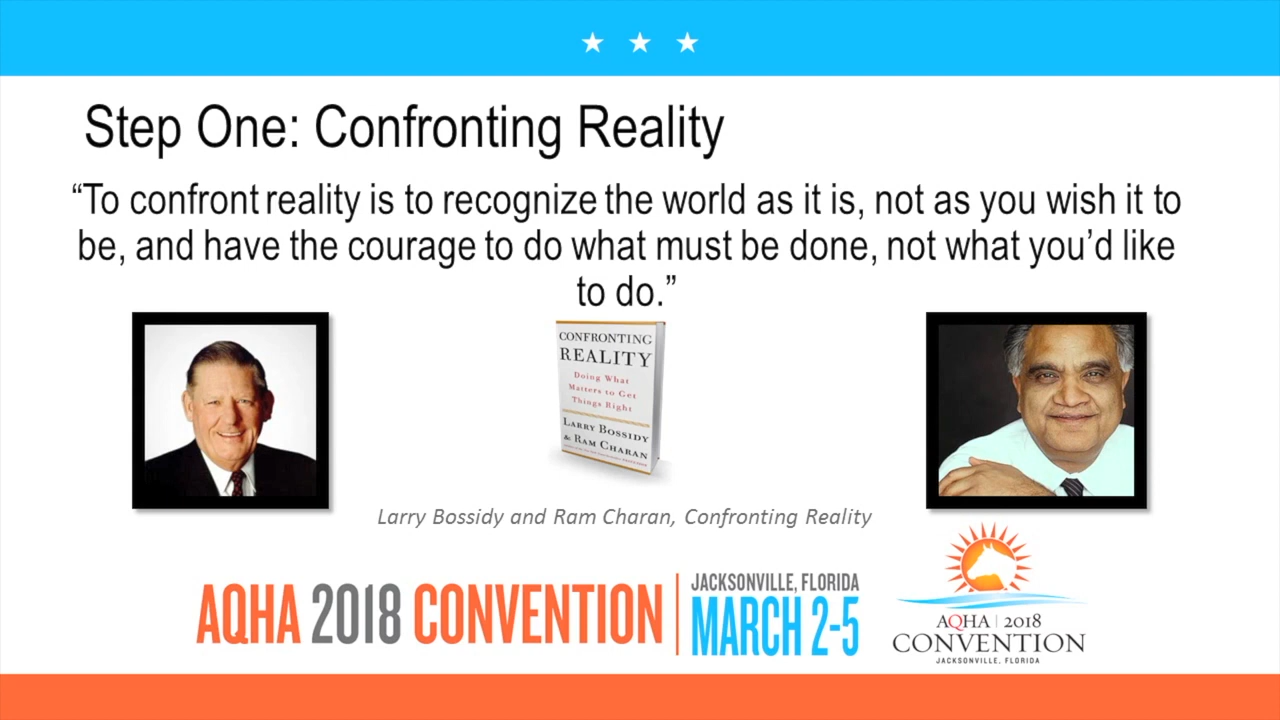 Step One: Confronting Reality
“To confront reality is to recognize the world as it is, not as you wish it to
be, and have the courage to do what must be done, not what you’d like
to do.”
CONFRONTING
REALITY
Doing What
Matters to Get
Things Right
LARRY BOSSIDY
& RAM CHARAN
Larry Bossidy and Ram Charan, Confronting Reality
AQHA 2018 CONVENTION
JACKSONVILLE, FLORIDA
MARCH 2-5
AQHA | 2018
CONVENTION
JACKSONVILLE, FLORIDA